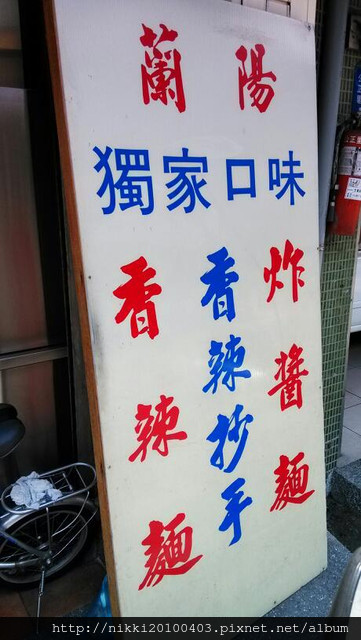 蘭陽
獨家口味
炸醬麵
香辣抄手
香辣麵
http://nikki20100403.pixnet.net/album